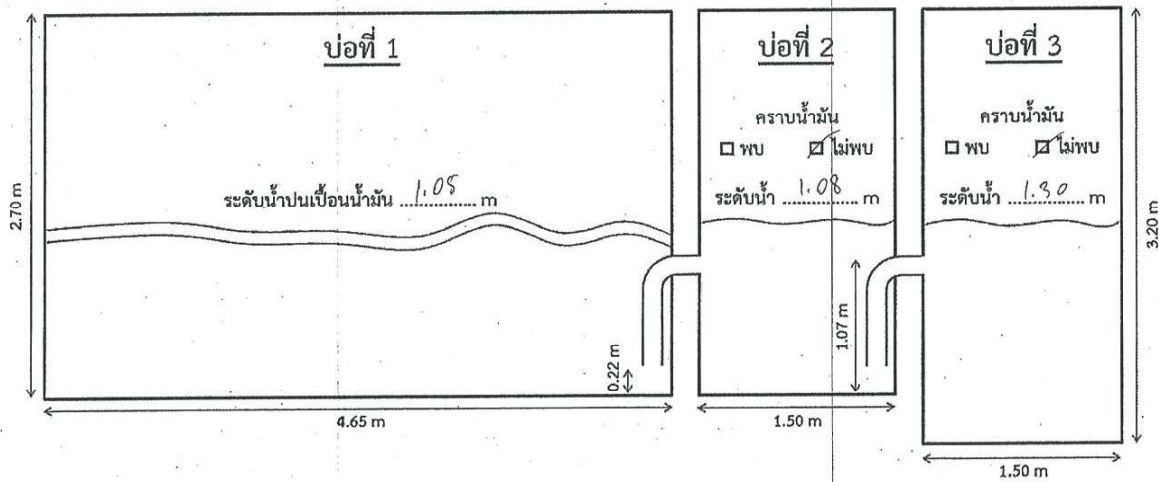 บ่อที่ 1
บ่อที่ 2
บ่อที่ 3
คราบน้ำมัน
☐ พบ ☑ ไม่พบ
คราบน้ำมัน
☐ พบ ☑ ไม่พบ
ระดับน้ำปนเปื้อนน้ำมัน 1.05 m
ระดับน้ำ 1.08 m
ระดับน้ำ 1.30 m
2.70 m
0.22 m
1.07 m
3.20 m
4.65 m
1.50 m
1.50 m